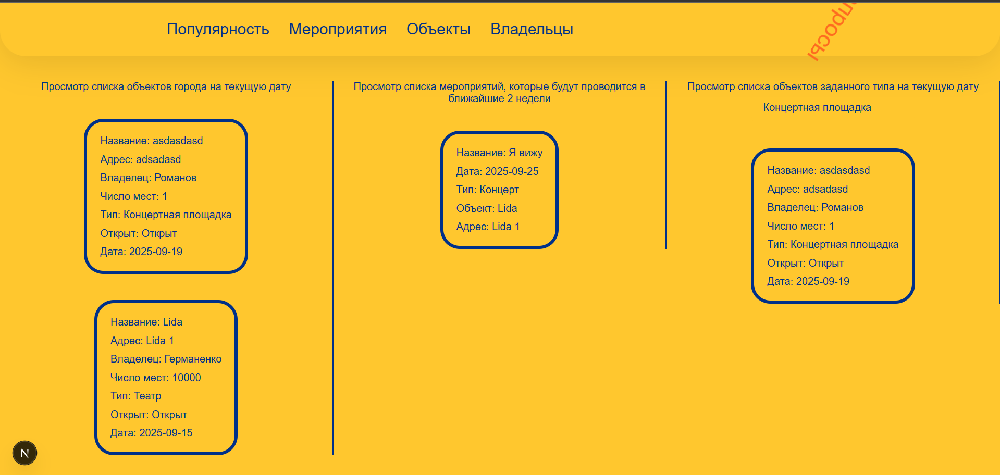 Популярность Мероприятия Объекты Владельцы
Просмотр списка объектов города на текущую дату
Название: asdasdasd
Адрес: adsadasd
Владелец: Романов
Число мест: 1
Тип: Концертная площадка
Открыт: Открыт
Дата: 2025-09-19
Название: Lida
Адрес: Lida 1
Владелец: Германенко
Число мест: 10000
Тип: Театр
Открыт: Открыт
Дата: 2025-09-15
Просмотр списка мероприятий, которые будут проводится в
ближайшие 2 недели
Название: Я вижу
Дата: 2025-09-25
Тип: Концерт
Объект: Lida
Адрес: Lida 1
Просмотр списка объектов заданного типа на текущую дату
Концертная площадка
Название: asdasdasd
Адрес: adsadasd
Владелец: Романов
Число мест: 1
Тип: Концертная площадка
Открыт: Открыт
Дата: 2025-09-19
N